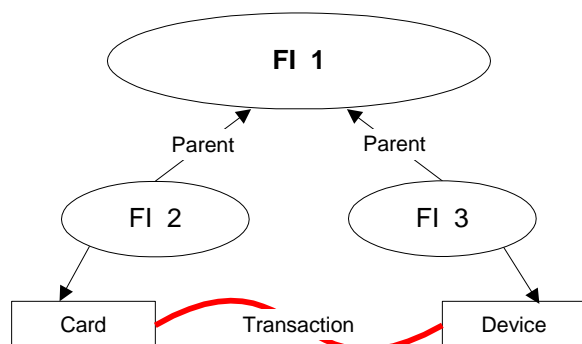 FI 1
Parent
Parent
FI 2
FI 3
Card
Transaction
Device